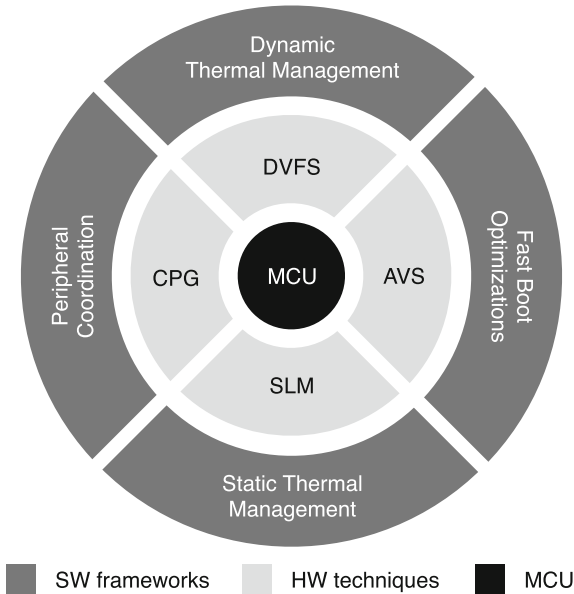 Dynamic
Thermal Management
DVFS
Peripheral
Coordination
CPG
MCU
AVS
Fast Boot
Optimizations
SLM
Static Thermal
Management
SW frameworks
HW techniques
MCU